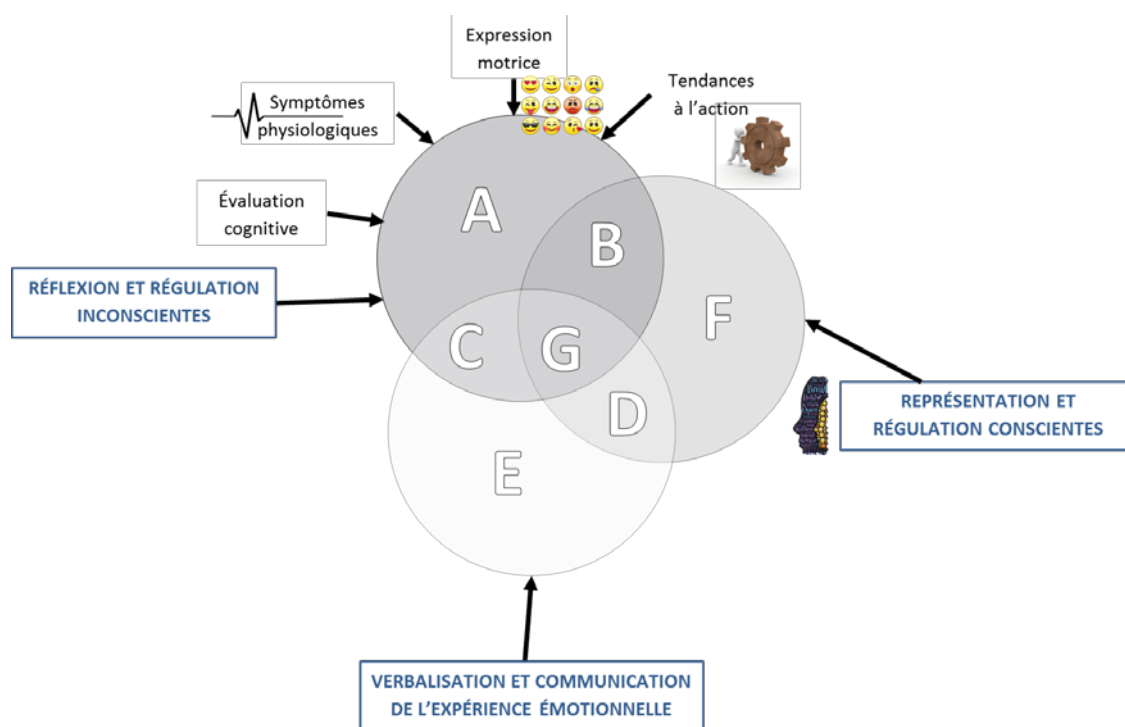 Expression
motrice
Tendances
à l'action
Symptômes
physiologiques
Évaluation
cognitive
A
B
RÉFLEXION ET RÉGULATION
INCONSCIENTES
F
C
G
D
REPRÉSENTATION ET
RÉGULATION CONSCIENTES
E
VERBALISATION ET COMMUNICATION
DE L'EXPÉRIENCE ÉMOTIONNELLE